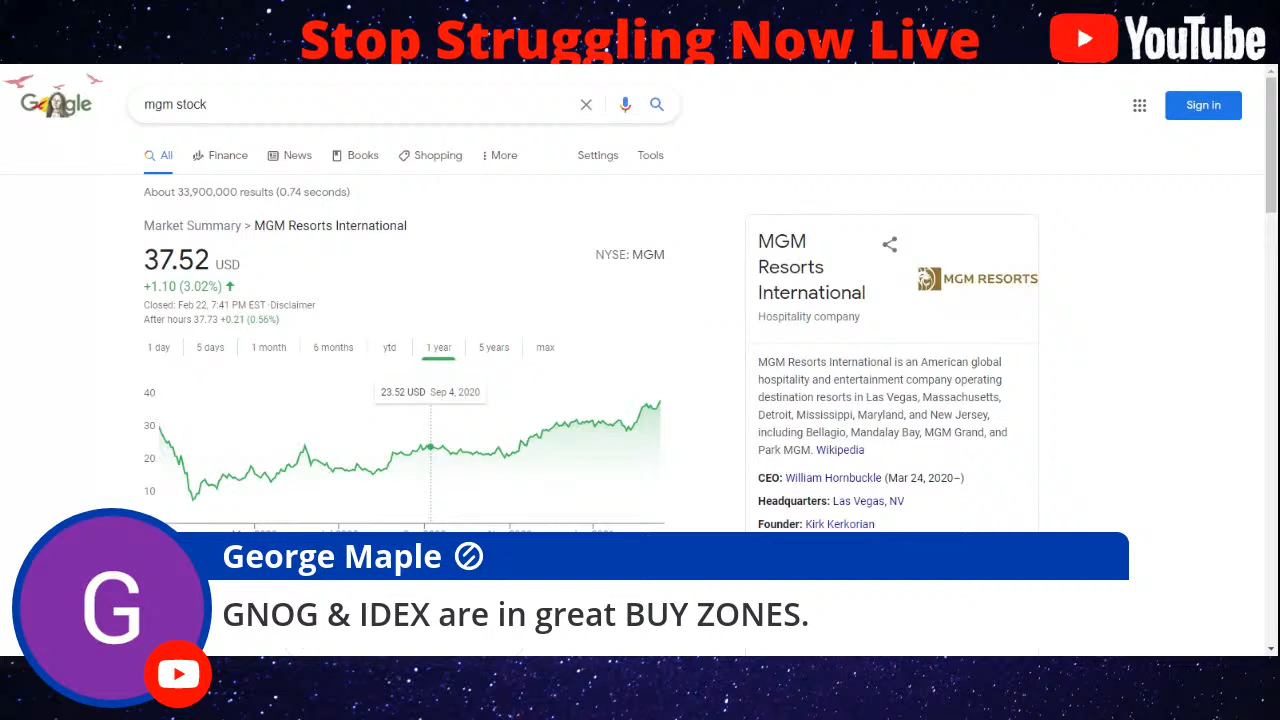 Stop Struggling Now Live
YouTube
Google
mgm stock
Sign in
All Finance News Books Shopping More Settings Tools
About 33,900,000 results (0.74 seconds)
Market Summary > MGM Resorts International
37.52 USD
NYSE: MGM
+1.10 (3.02%)
Closed: Feb 22, 7:41 PM EST ·Disclaimer
After hours 37.73 +0.21 (0.56%)
1 day 5 days 1 month 6 months ytd 1 year 5 years max
23.52 USD Sep 4, 2020
40
30
20
10
MGM
Resorts
International
MGM RESORTS
Hospitality company
MGM Resorts International is an American global
hospitality and entertainment company operating
destination resorts in Las Vegas, Massachusetts,
Detroit, Mississippi, Maryland, and New Jersey,
including Bellagio, Mandalay Bay, MGM Grand, and
Park MGM. Wikipedia
CEO: William Hornbuckle (Mar 24, 2020–)
Headquarters: Las Vegas, NV
Founder: Kirk Kerkorian
G
George Maple
GNOG & IDEX are in great BUY ZONES.